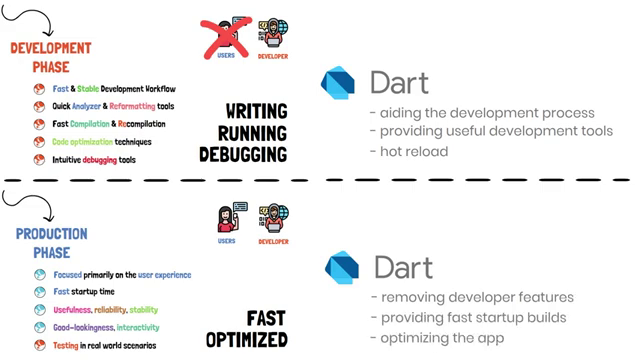 DEVELOPMENT
PHASE
Fast & Stable Development Workflow
Quick Analyzer & Reformatting tools
Fast Compilation & Recompilation
Code optimization techniques
Intuitive debugging tools
USERS
DEVELOPER
WRITING
RUNNING
DEBUGGING
Dart
- aiding the development process
- providing useful development tools
- hot reload
PRODUCTION
PHASE
Focused primarily on the user experience
Fast startup time
Usefulness, reliability, stability
Good-lookingness, interactivity
Testing in real world scenarios
USERS
DEVELOPER
FAST
OPTIMIZED
Dart
- removing developer features
- providing fast startup builds
- optimizing the app